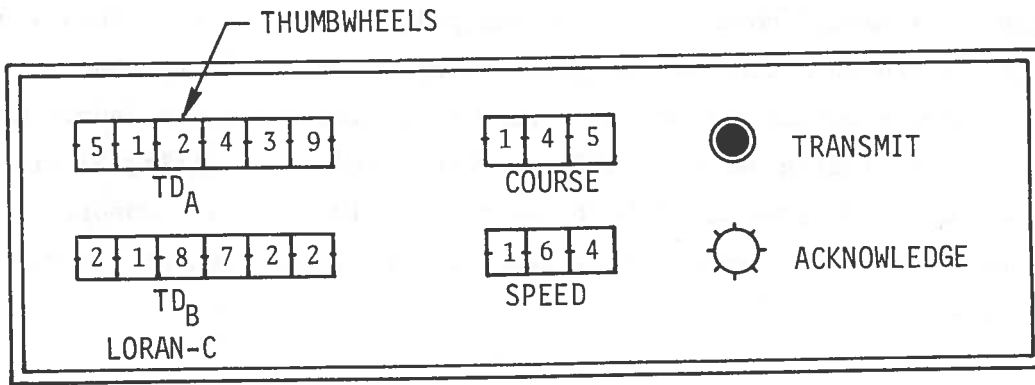 THUMBWHEELS
5 1 2 4 3 9
TDA
1 4 5
COURSE
TRANSMIT
2 1 8 7 2 2
TDB
LORAN-C
1 6 4
SPEED
ACKNOWLEDGE